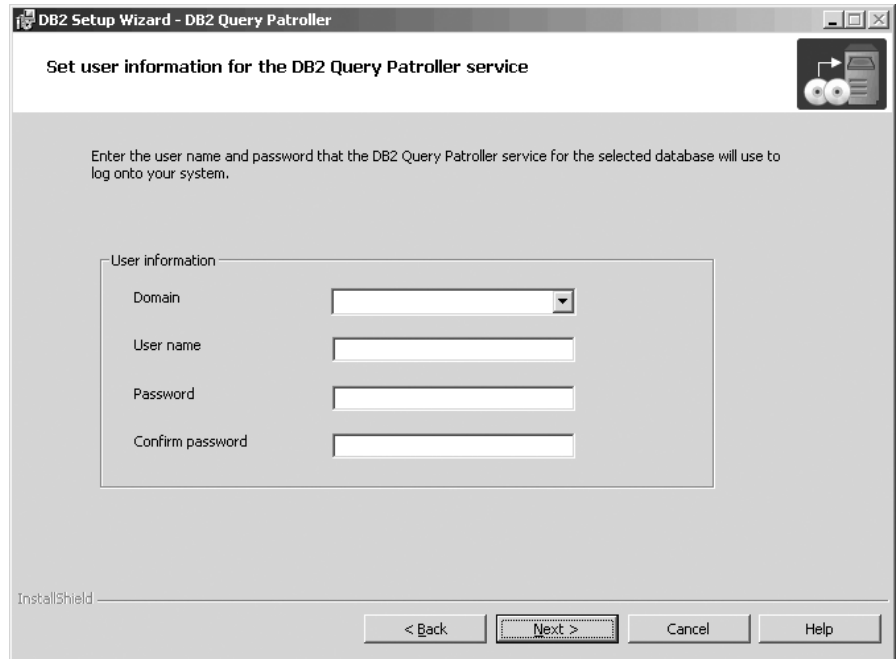 DB2 Setup Wizard - DB2 Query Patroller
Set user information for the DB2 Query Patroller service
Enter the user name and password that the DB2 Query Patroller service for the selected database will use to
log onto your system.
User information
Domain
User name
Password
Confirm password
InstallShield
< Back
Next >
Cancel
Help